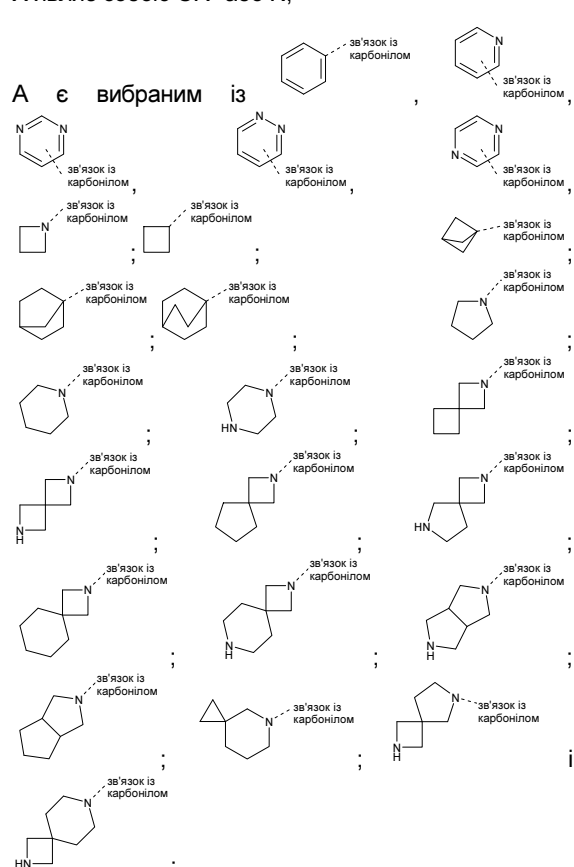 А є вибраним із зв'язок із карбонілом , зв'язок із карбонілом ,
зв'язок із карбонілом , зв'язок із карбонілом , зв'язок із карбонілом ,
зв'язок із карбонілом ; зв'язок із карбонілом ; зв'язок із карбонілом ;
зв'язок із карбонілом ; зв'язок із карбонілом ; зв'язок із карбонілом ;
зв'язок із карбонілом ; зв'язок із карбонілом ; зв'язок із карбонілом ;
зв'язок із карбонілом ; зв'язок із карбонілом ; зв'язок із карбонілом ;
зв'язок із карбонілом ; зв'язок із карбонілом ; зв'язок із карбонілом ;
зв'язок із карбонілом ; зв'язок із карбонілом ; зв'язок із карбонілом і
зв'язок із карбонілом ;